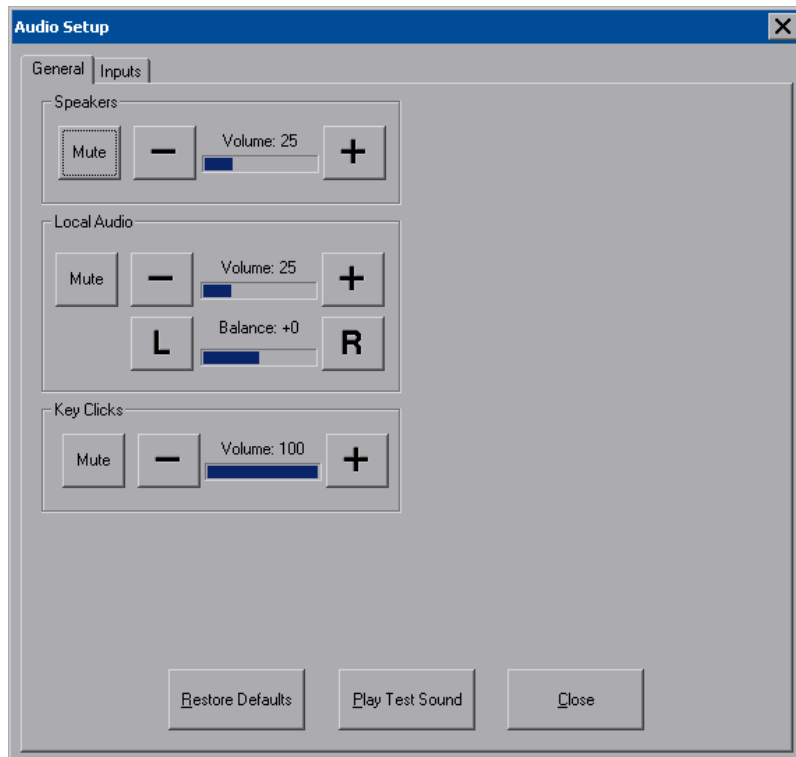 Audio Setup
General Inputs
Speakers
Mute − Volume: 25 +
Local Audio
Mute − Volume: 25 +
L Balance: +0 R
Key Clicks
Mute − Volume: 100 +
Restore Defaults Play Test Sound Close